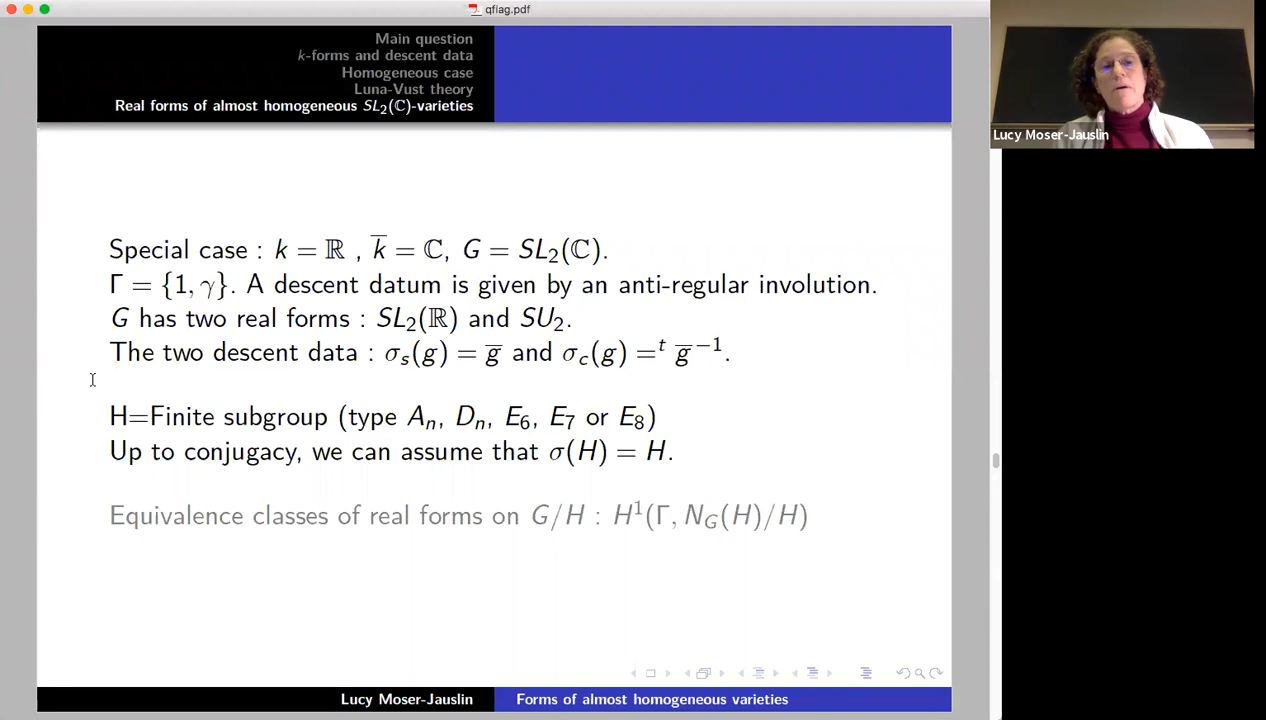 qflag.pdf
Main question
k-forms and descent data
Homogeneous case
Luna-Vust theory
Real forms of almost homogeneous SL₂(ℂ)-varieties
Lucy Moser-Jauslin
Special case : k = ℝ , k̅ = ℂ, G = SL₂(ℂ).
Γ = {1, γ}. A descent datum is given by an anti-regular involution.
G has two real forms : SL₂(ℝ) and SU₂.
The two descent data : σₛ(g) = g̅ and σ_c(g) =ᵗ g̅⁻¹.
H=Finite subgroup (type Aₙ, Dₙ, E₆, E₇ or E₈)
Up to conjugacy, we can assume that σ(H) = H.
Equivalence classes of real forms on G/H : H¹(Γ, N_G(H)/H)
Lucy Moser-Jauslin
Forms of almost homogeneous varieties